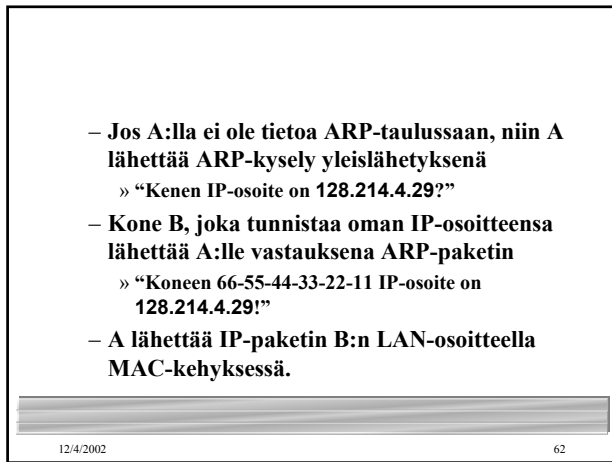 – Jos A:lla ei ole tietoa ARP-taulussaan, niin A
lähettää ARP-kysely yleislähetyksenä
» “Kenen IP-osoite on 128.214.4.29?”
– Kone B, joka tunnistaa oman IP-osoitteensa
lähettää A:lle vastauksena ARP-paketin
» “Koneen 66-55-44-33-22-11 IP-osoite on
128.214.4.29!”
– A lähettää IP-paketin B:n LAN-osoitteella
MAC-kehyksessä.
12/4/2002 62